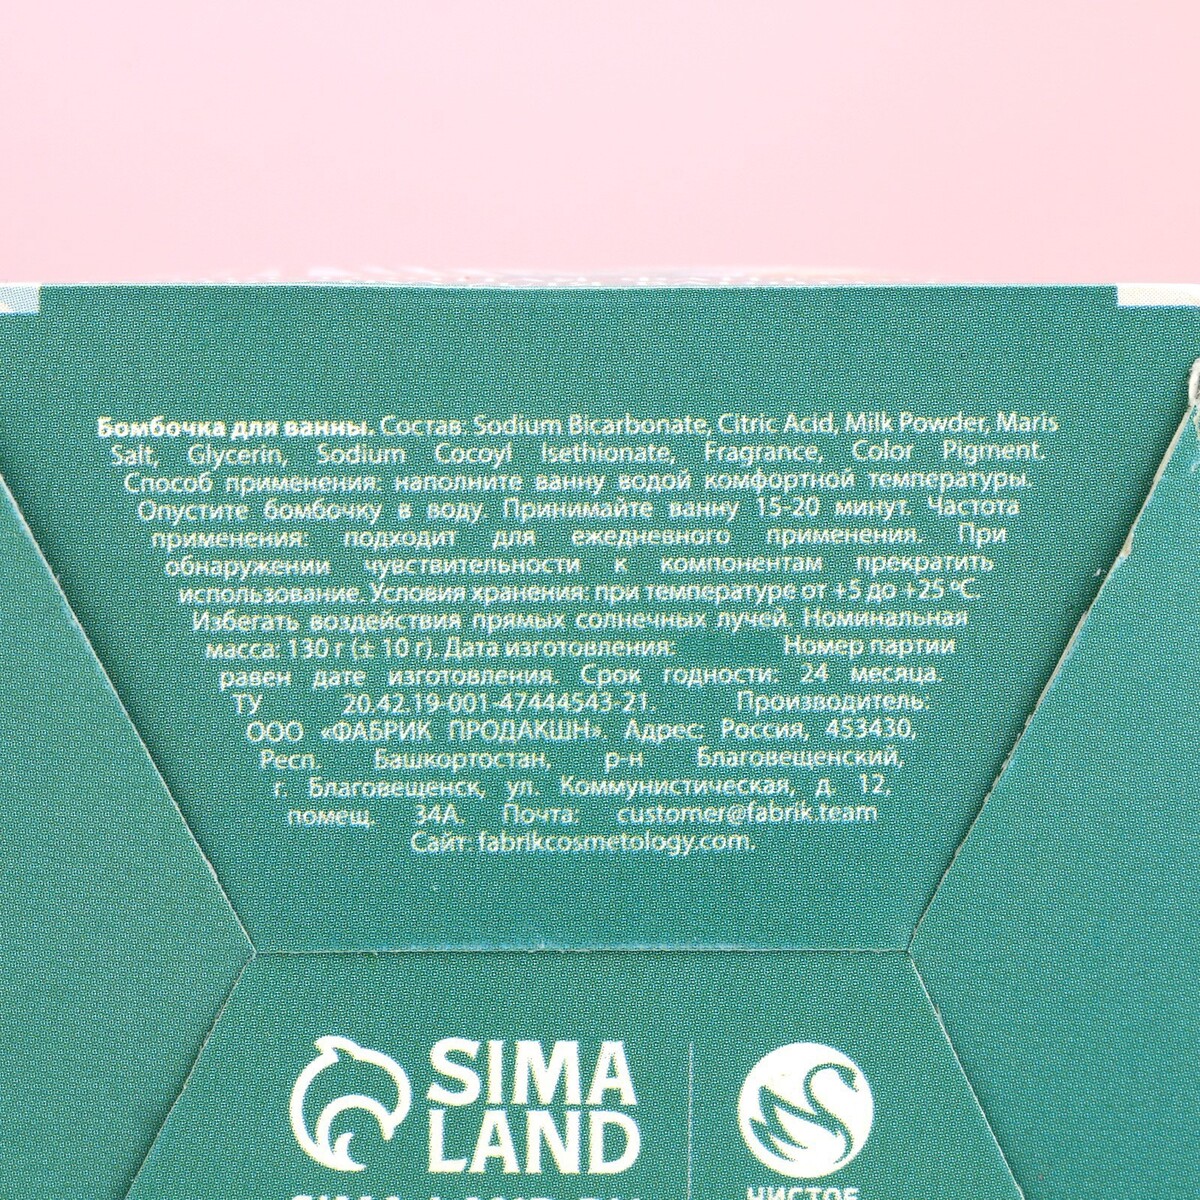 Бомбочка для ванны. Состав: Sodium Bicarbonate, Citric Acid, Milk Powder, Maris
Salt, Glycerin, Sodium Cocoyl Isethionate, Fragrance, Color Pigment.
Способ применения: наполните ванну водой комфортной температуры.
Опустите бомбочку в воду. Принимайте ванну 15-20 минут. Частота
применения: подходит для ежедневного применения. При
обнаружении чувствительности к компонентам прекратить
использование. Условия хранения: при температуре от +5 до +25 ºС.
Избегать воздействия прямых солнечных лучей. Номинальная
масса: 130 г (± 10 г). Дата изготовления: Номер партии
равен дате изготовления. Срок годности: 24 месяца.
ТУ 20.42.19-001-47444543-21. Производитель:
ООО «ФАБРИК ПРОДАКШН». Адрес: Россия, 453430,
Респ. Башкортостан, р-н Благовещенский,
г. Благовещенск, ул. Коммунистическая, д. 12,
помещ. 34А. Почта: customer@fabrik.team
Сайт: fabrikcosmetology.com.
SIMA
LAND
ЧИСТОЕ